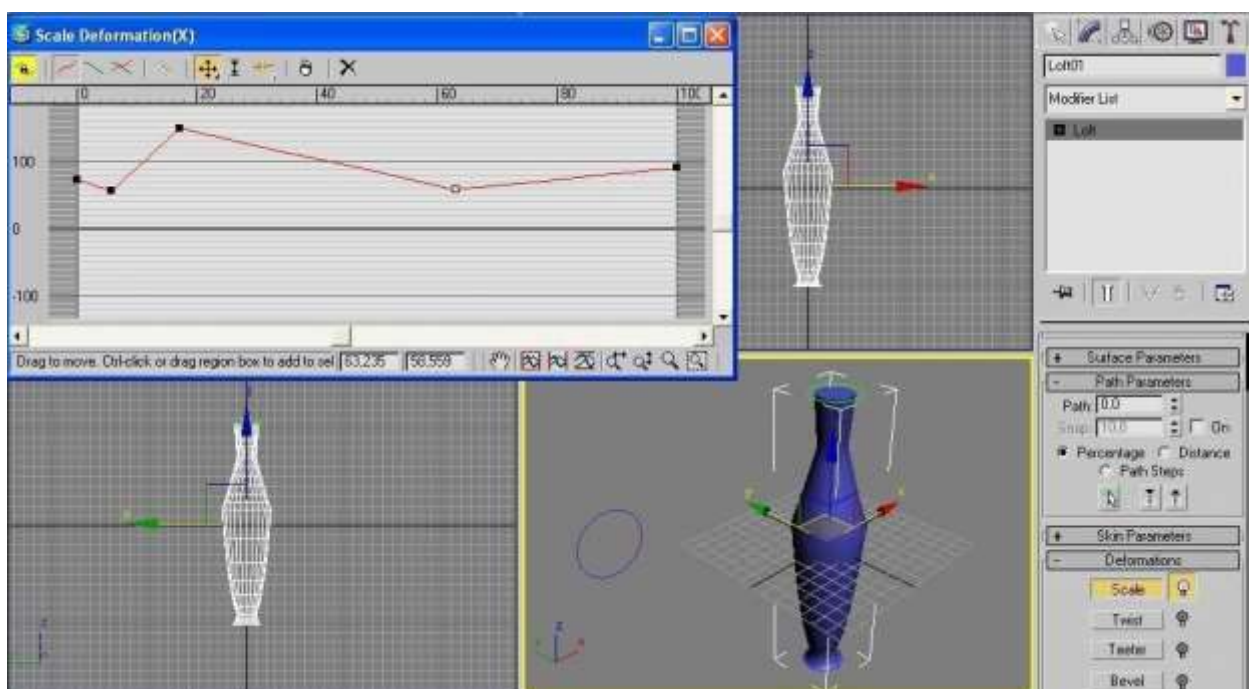 Scale Deformation(X)
0 20 40 60 80 100
100
0
-100
Drag to move. Ctrl-click or drag region box to add to sel 63.235 58.559
Loft01
Modifier List
Loft
+ Surface Parameters
- Path Parameters
Path: 0.0
Snap: 10.0 On
Percentage Distance
Path Steps
+ Skin Parameters
- Deformations
Scale
Twist
Teeter
Bevel
z
x
y
x
z
x